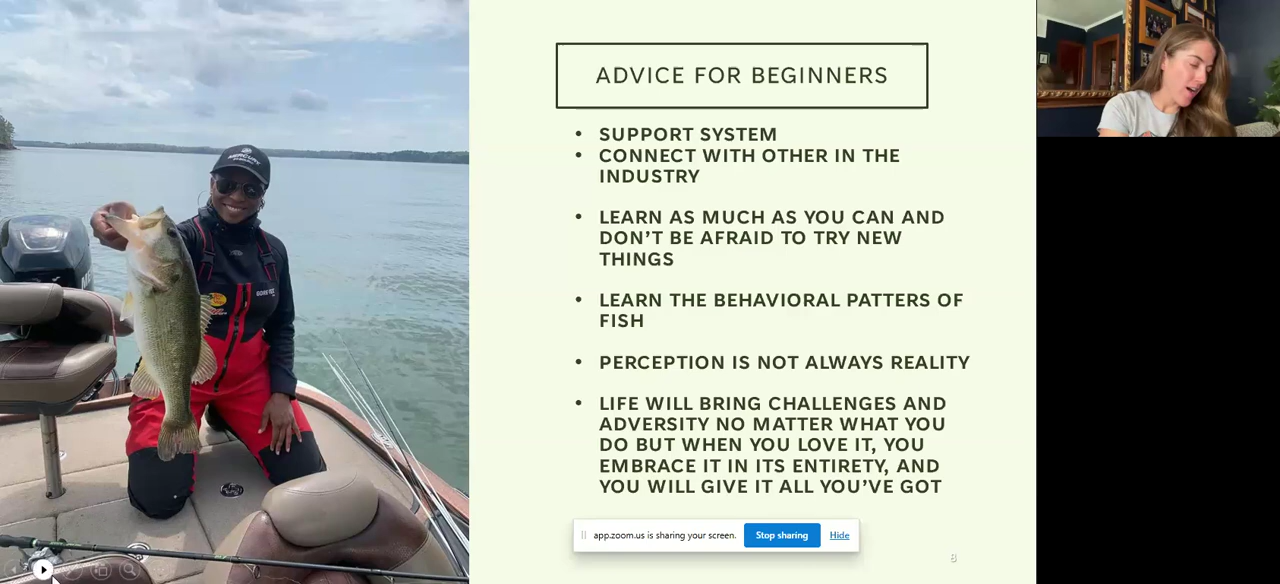 ADVICE FOR BEGINNERS
• SUPPORT SYSTEM
• CONNECT WITH OTHER IN THE
INDUSTRY
• LEARN AS MUCH AS YOU CAN AND
DON'T BE AFRAID TO TRY NEW
THINGS
• LEARN THE BEHAVIORAL PATTERS OF
FISH
• PERCEPTION IS NOT ALWAYS REALITY
• LIFE WILL BRING CHALLENGES AND
ADVERSITY NO MATTER WHAT YOU
DO BUT WHEN YOU LOVE IT, YOU
EMBRACE IT IN ITS ENTIRETY, AND
YOU WILL GIVE IT ALL YOU'VE GOT
app.zoom.us is sharing your screen. Stop sharing Hide
8
MERCURY